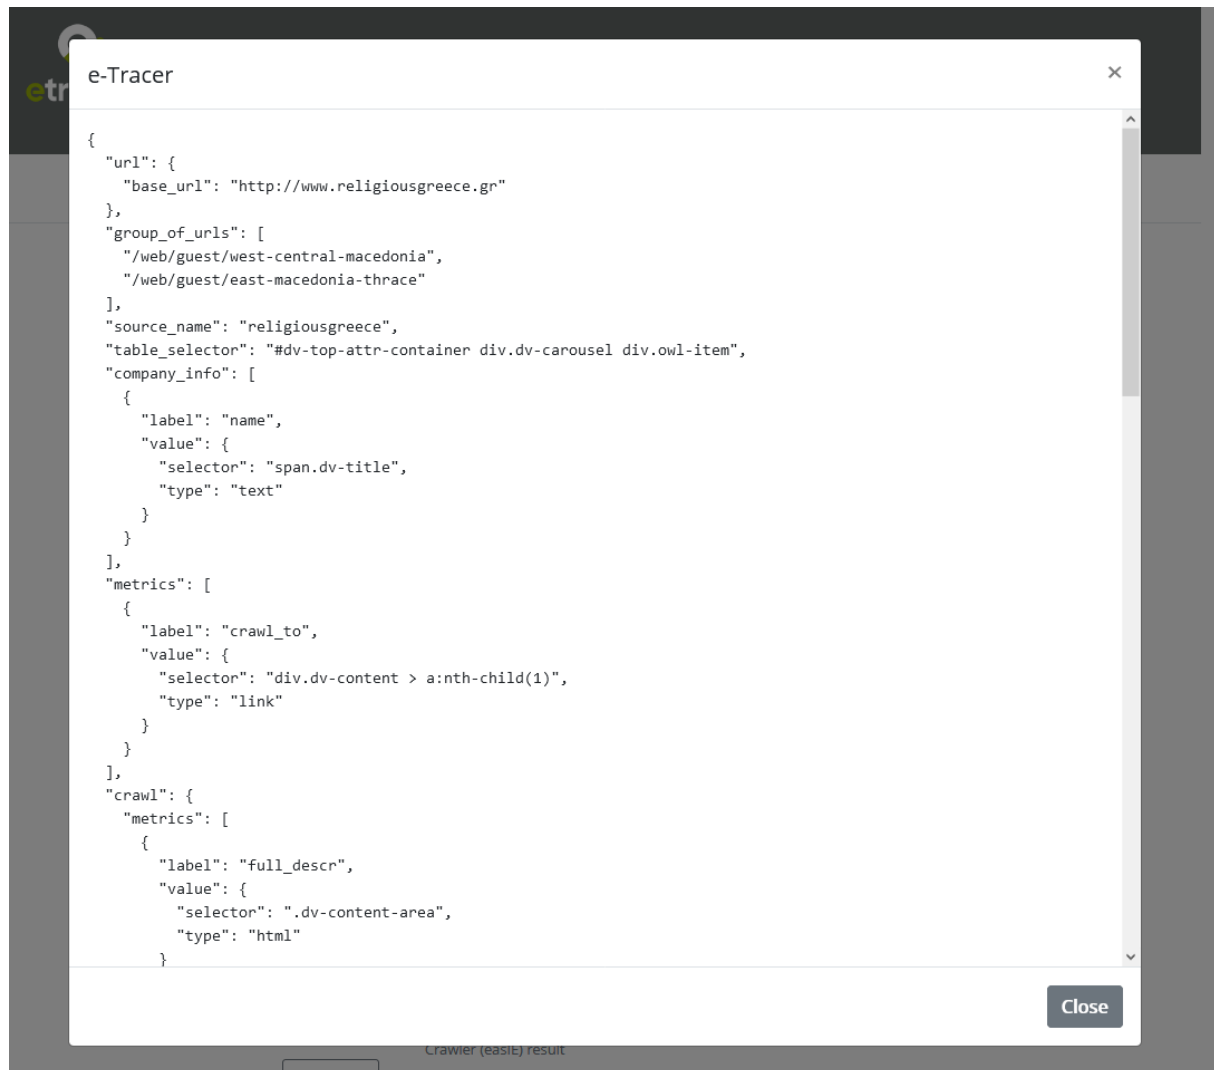 etr
e-Tracer
×
{
  "url": {
    "base_url": "http://www.religiousgreece.gr"
  },
  "group_of_urls": [
    "/web/guest/west-central-macedonia",
    "/web/guest/east-macedonia-thrace"
  ],
  "source_name": "religiousgreece",
  "table_selector": "#dv-top-attr-container div.dv-carousel div.owl-item",
  "company_info": [
    {
      "label": "name",
      "value": {
        "selector": "span.dv-title",
        "type": "text"
      }
    }
  ],
  "metrics": [
    {
      "label": "crawl_to",
      "value": {
        "selector": "div.dv-content > a:nth-child(1)",
        "type": "link"
      }
    }
  ],
  "crawl": {
    "metrics": [
      {
        "label": "full_descr",
        "value": {
          "selector": ".dv-content-area",
          "type": "html"
        }
Close
Crawler (easIE) result